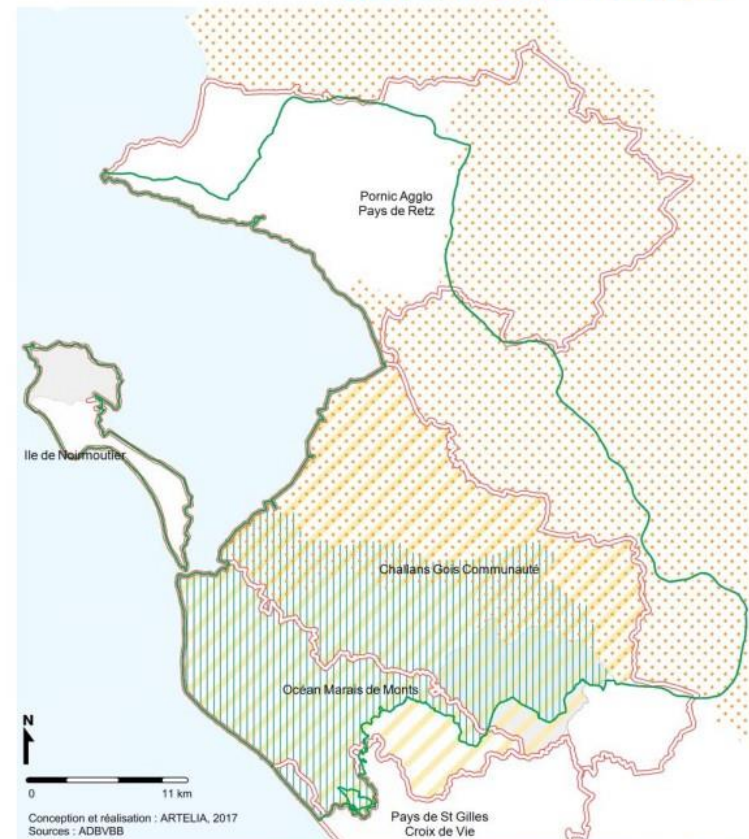 Pornic Agglo
Pays de Retz
Ile de Noirmoutier
Challans Gois Communauté
Océan Marais de Monts
N
0 11 km
Pays de St Gilles
Croix de Vie
Conception et réalisation : ARTELIA, 2017
Sources : ADBVBB